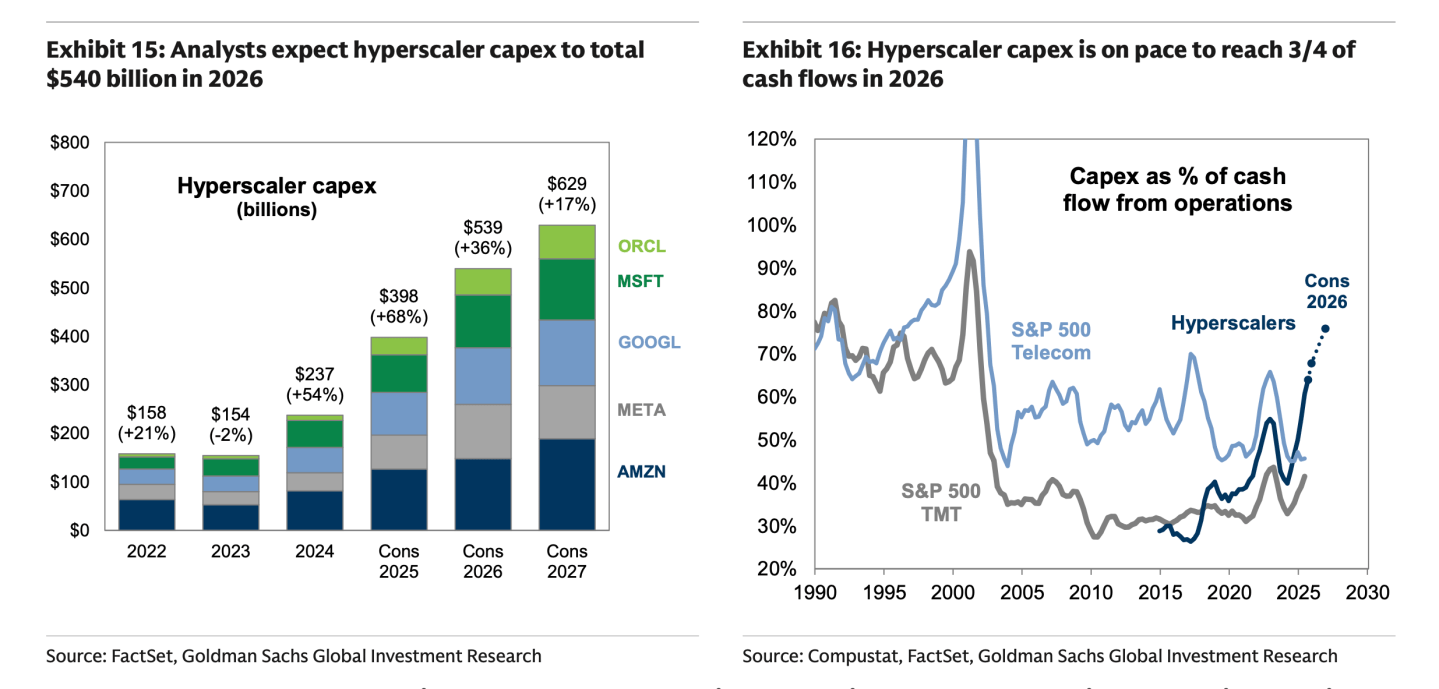 Exhibit 15: Analysts expect hyperscaler capex to total
$540 billion in 2026
$800
$700
$600
$500
$400
$300
$200
$100
$0
Hyperscaler capex
(billions)
$158
(+21%)
$154
(-2%)
$237
(+54%)
$398
(+68%)
$539
(+36%)
$629
(+17%)
ORCL
MSFT
GOOGL
META
AMZN
2022
2023
2024
Cons
2025
Cons
2026
Cons
2027
Source: FactSet, Goldman Sachs Global Investment Research
Exhibit 16: Hyperscaler capex is on pace to reach 3/4 of
cash flows in 2026
120%
110%
100%
90%
80%
70%
60%
50%
40%
30%
20%
Capex as % of cash
flow from operations
Cons
2026
Hyperscalers
S&P 500
Telecom
S&P 500
TMT
1990
1995
2000
2005
2010
2015
2020
2025
2030
Source: Compustat, FactSet, Goldman Sachs Global Investment Research